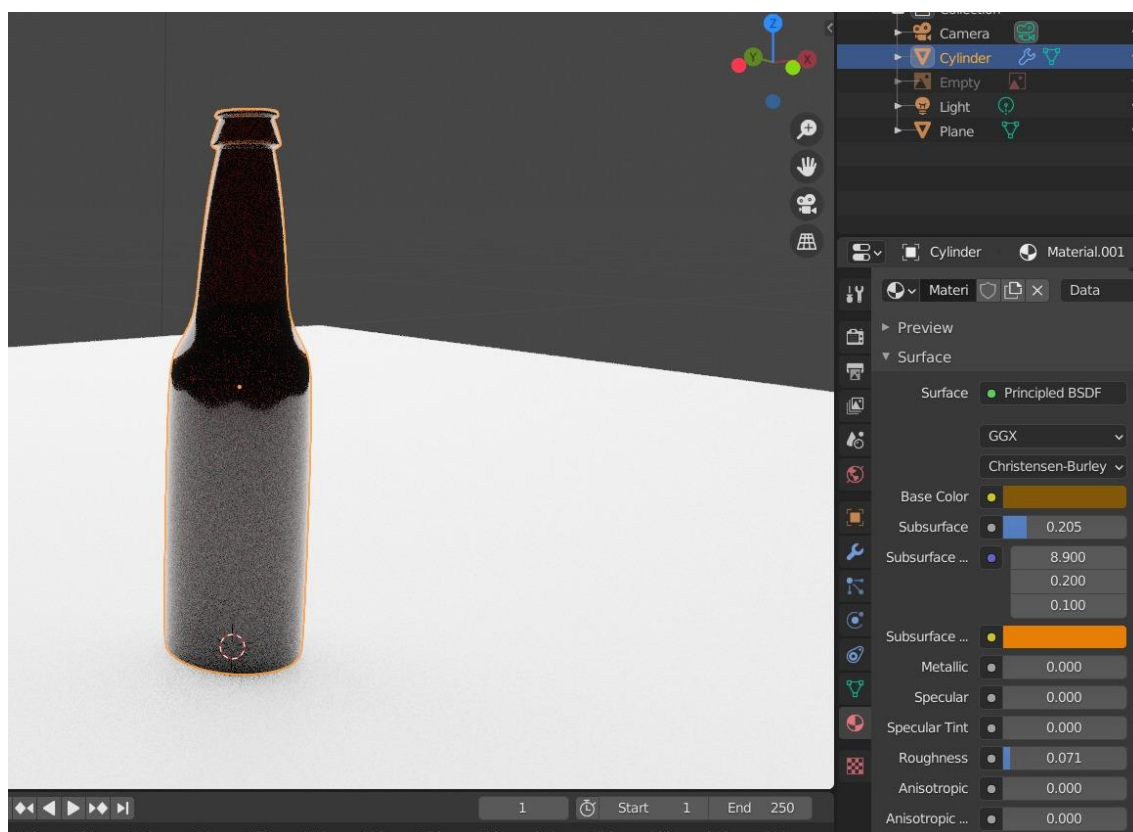 Collection
Camera
Cylinder
Empty
Light
Plane
Z
Y
X
Cylinder Material.001
Materi Data
Preview
Surface
Surface Principled BSDF
GGX
Christensen-Burley
Base Color
Subsurface 0.205
Subsurface ... 8.900
0.200
0.100
Subsurface ...
Metallic 0.000
Specular 0.000
Specular Tint 0.000
Roughness 0.071
Anisotropic 0.000
Anisotropic ... 0.000
1 Start 1 End 250